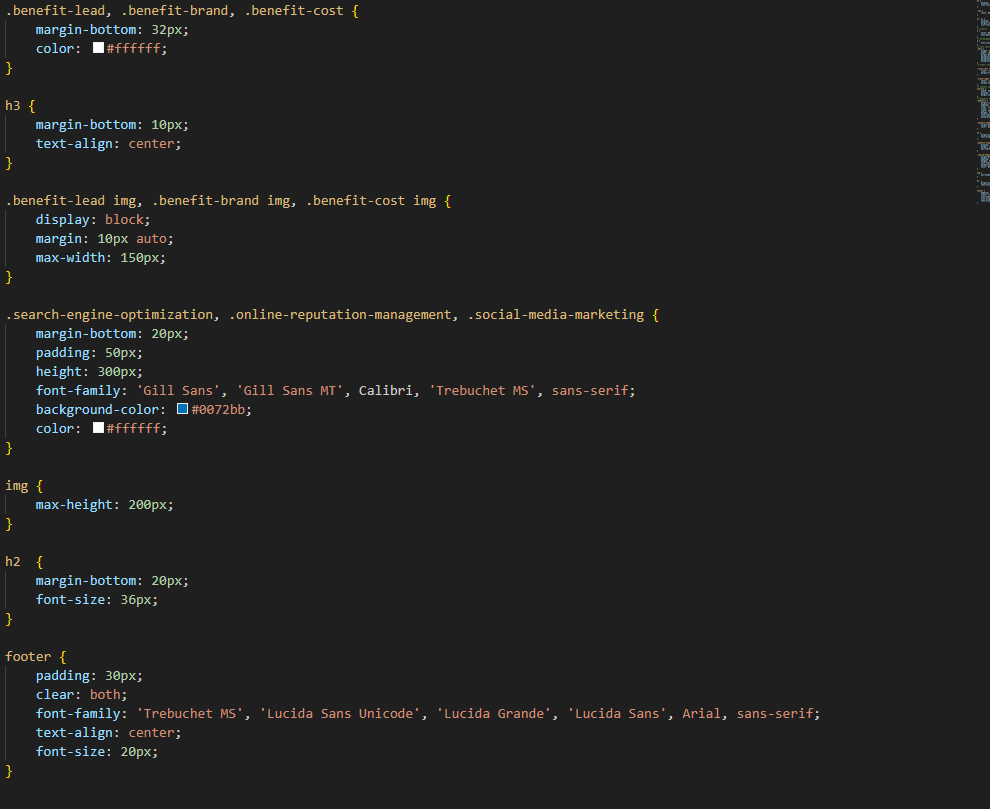 .benefit-lead, .benefit-brand, .benefit-cost {
    margin-bottom: 32px;
    color: #ffffff;
}

h3 {
    margin-bottom: 10px;
    text-align: center;
}

.benefit-lead img, .benefit-brand img, .benefit-cost img {
    display: block;
    margin: 10px auto;
    max-width: 150px;
}

.search-engine-optimization, .online-reputation-management, .social-media-marketing {
    margin-bottom: 20px;
    padding: 50px;
    height: 300px;
    font-family: 'Gill Sans', 'Gill Sans MT', Calibri, 'Trebuchet MS', sans-serif;
    background-color: #0072bb;
    color: #ffffff;
}

img {
    max-height: 200px;
}

h2  {
    margin-bottom: 20px;
    font-size: 36px;
}

footer {
    padding: 30px;
    clear: both;
    font-family: 'Trebuchet MS', 'Lucida Sans Unicode', 'Lucida Grande', 'Lucida Sans', Arial, sans-serif;
    text-align: center;
    font-size: 20px;
}